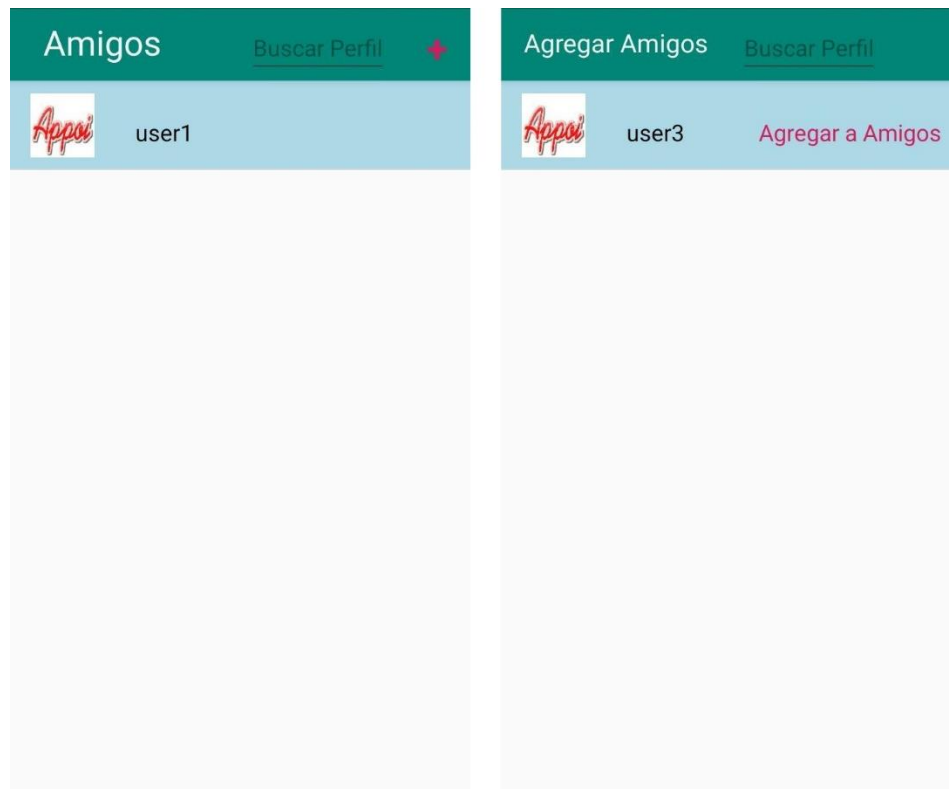 Amigos
Buscar Perfil
+
Appoi
user1
Agregar Amigos
Buscar Perfil
Appoi
user3
Agregar a Amigos